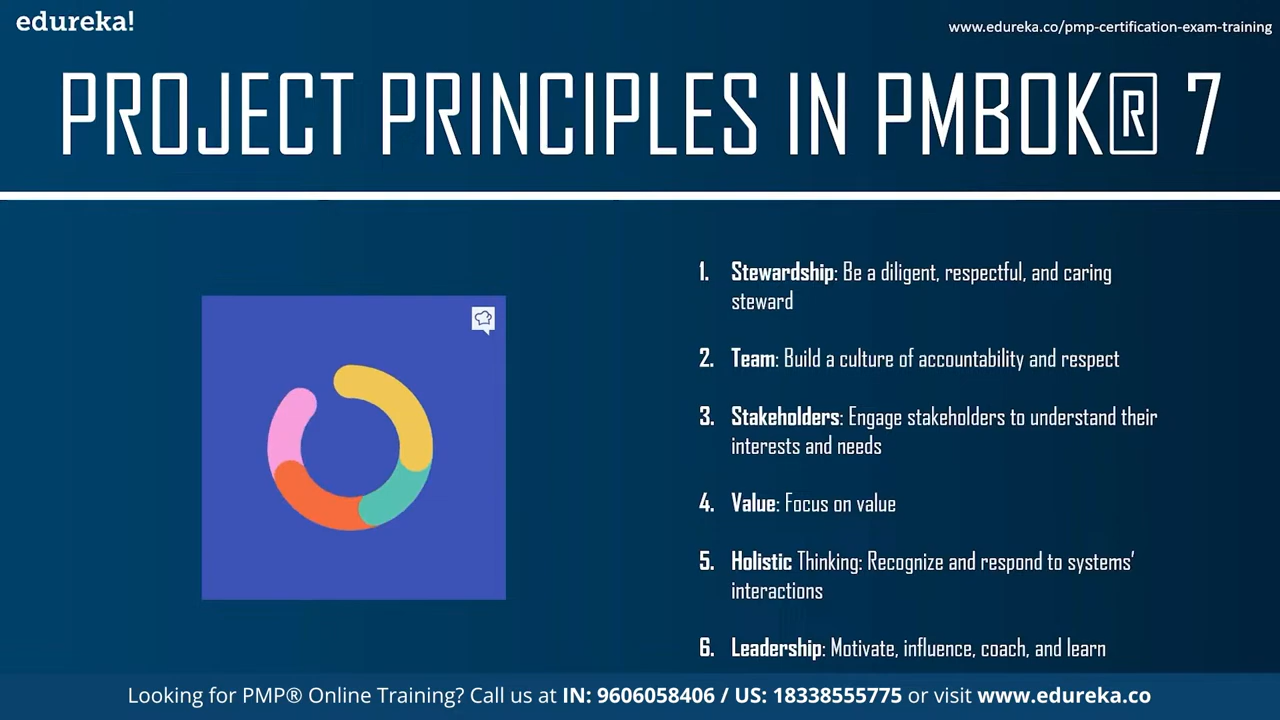 edureka!
www.edureka.co/pmp-certification-exam-training
PROJECT PRINCIPLES IN PMBOK® 7
1. Stewardship: Be a diligent, respectful, and caring
steward
2. Team: Build a culture of accountability and respect
3. Stakeholders: Engage stakeholders to understand their
interests and needs
4. Value: Focus on value
5. Holistic Thinking: Recognize and respond to systems'
interactions
6. Leadership: Motivate, influence, coach, and learn
Looking for PMP® Online Training? Call us at IN: 9606058406 / US: 18338555775 or visit www.edureka.co